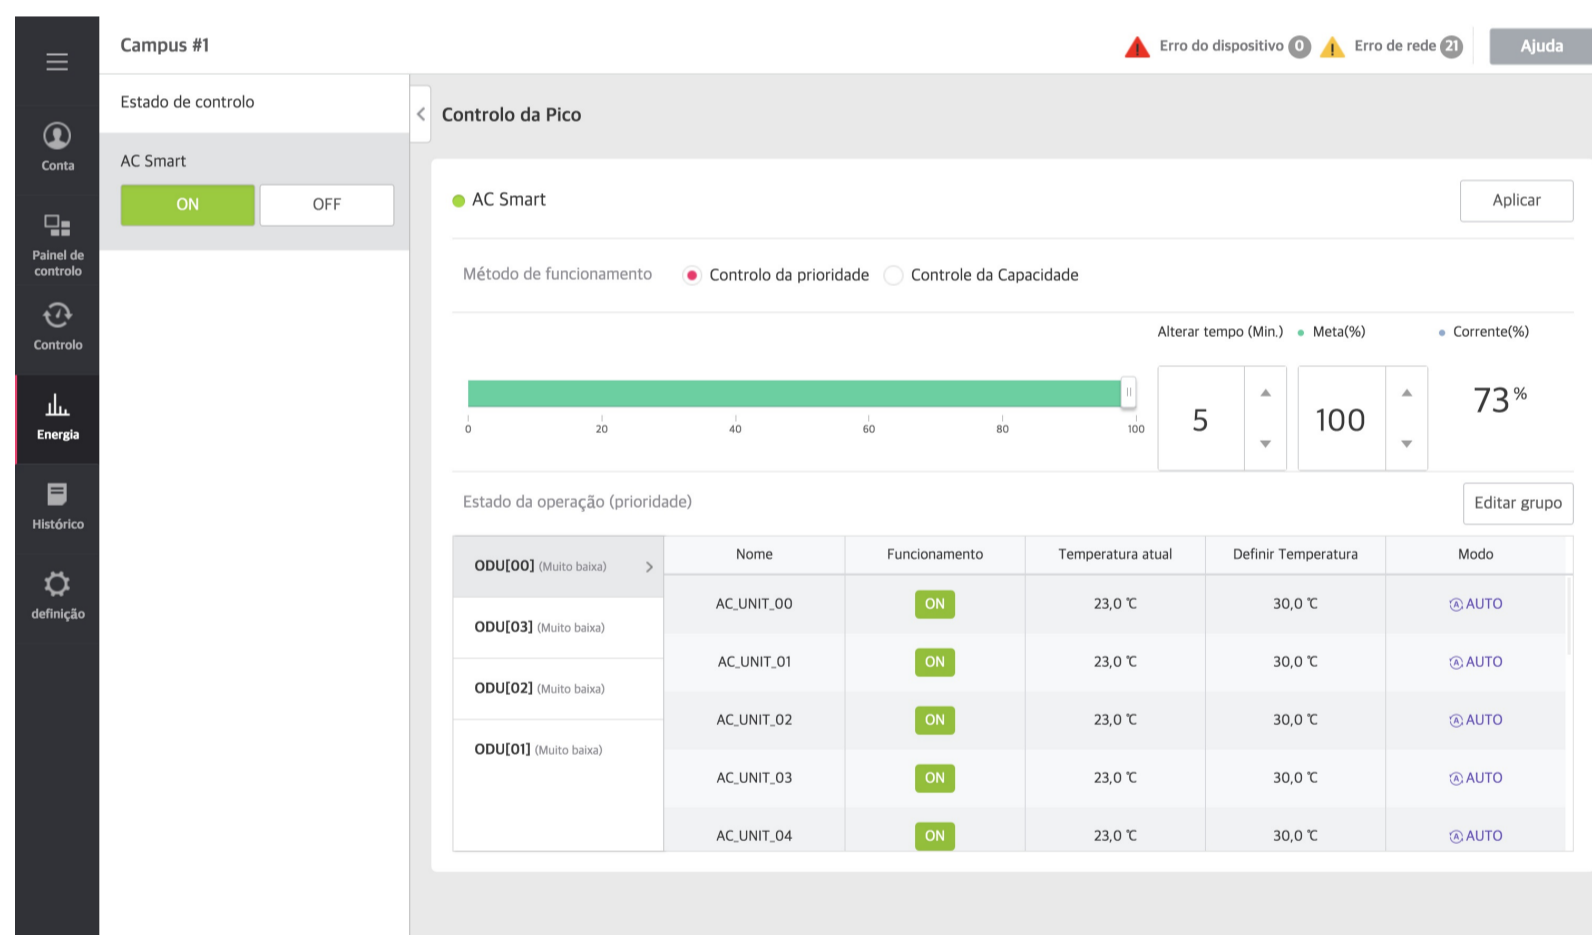 Campus #1
Erro do dispositivo 0
Erro de rede 21
Ajuda
Conta
Painel de
controlo
Controlo
Energia
Histórico
definição
Estado de controlo
AC Smart
ON
OFF
Controlo da Pico
AC Smart
Aplicar
Método de funcionamento
Controlo da prioridade
Controle da Capacidade
Alterar tempo (Min.)
Meta(%)
Corrente(%)
0 20 40 60 80 100
5
100
73%
Estado da operação (prioridade)
Editar grupo
ODU[00] (Muito baixa)
ODU[03] (Muito baixa)
ODU[02] (Muito baixa)
ODU[01] (Muito baixa)
Nome Funcionamento Temperatura atual Definir Temperatura Modo
AC_UNIT_00 ON 23,0 ℃ 30,0 ℃ A AUTO
AC_UNIT_01 ON 23,0 ℃ 30,0 ℃ A AUTO
AC_UNIT_02 ON 23,0 ℃ 30,0 ℃ A AUTO
AC_UNIT_03 ON 23,0 ℃ 30,0 ℃ A AUTO
AC_UNIT_04 ON 23,0 ℃ 30,0 ℃ A AUTO